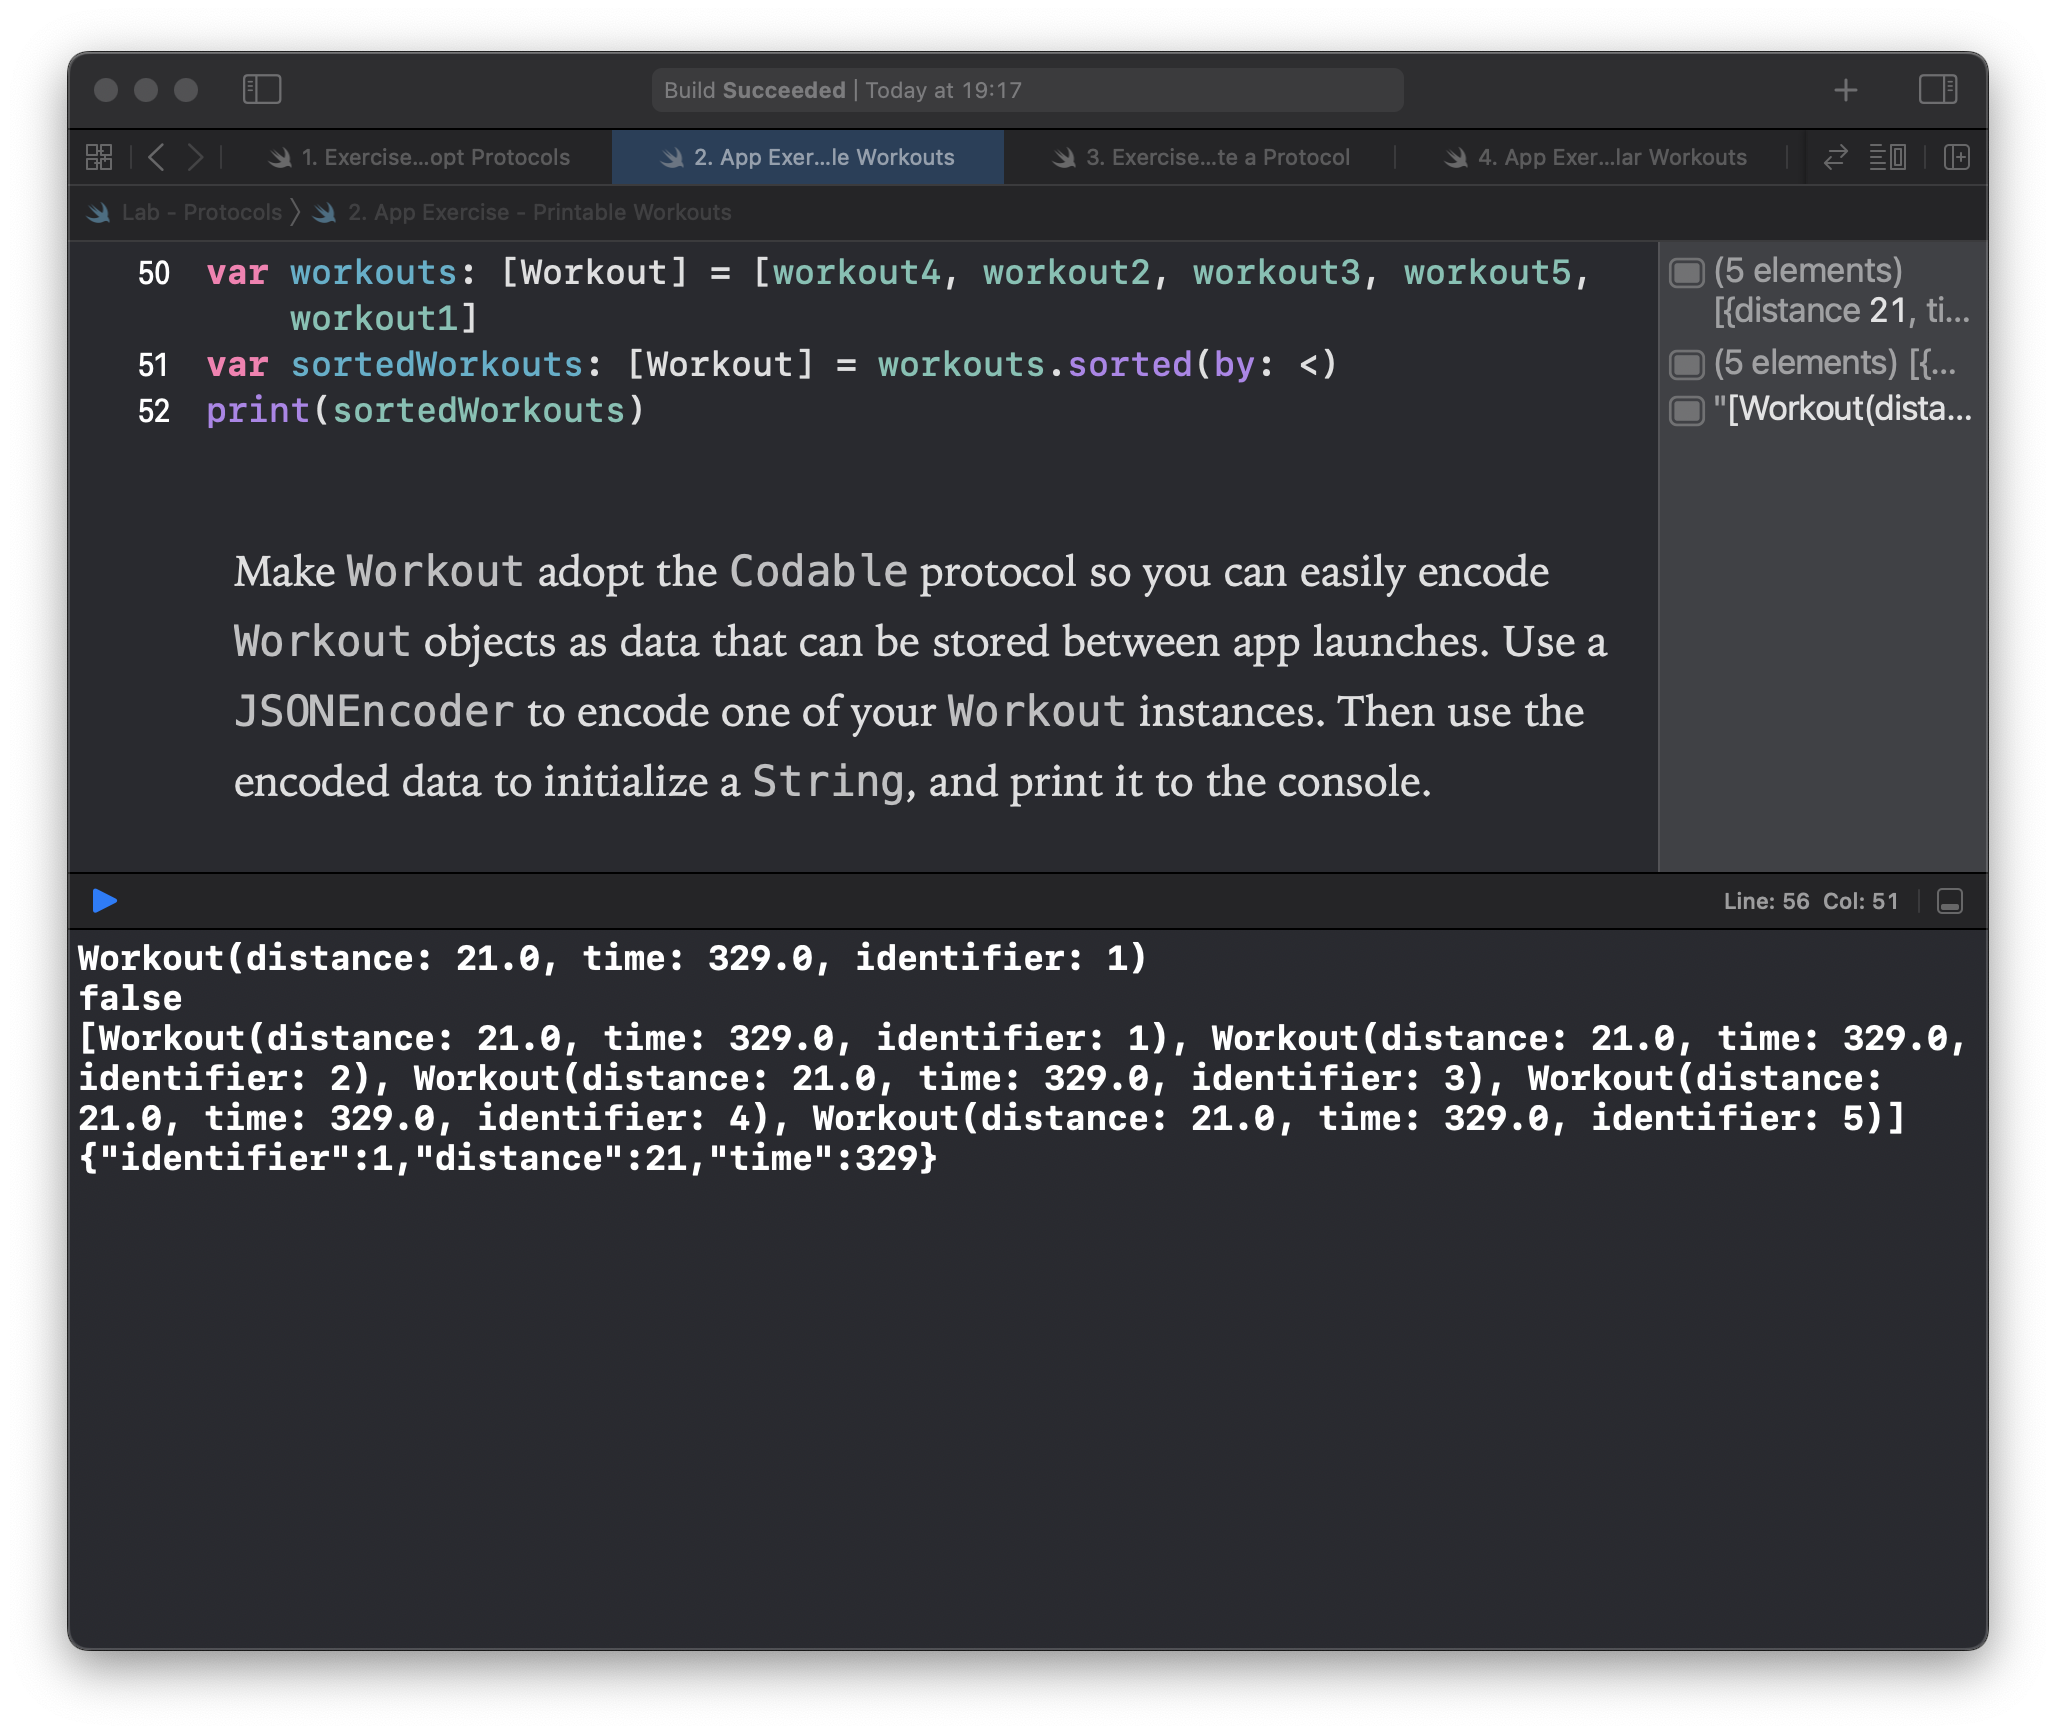 Build Succeeded | Today at 19:17
1. Exercise...opt Protocols
2. App Exer...le Workouts
3. Exercise...te a Protocol
4. App Exer...lar Workouts
Lab - Protocols
2. App Exercise - Printable Workouts
50 var workouts: [Workout] = [workout4, workout2, workout3, workout5,
workout1]
51 var sortedWorkouts: [Workout] = workouts.sorted(by: <)
52 print(sortedWorkouts)
(5 elements)
[{distance 21, ti...
(5 elements) [{...
"[Workout(dista...
Make Workout adopt the Codable protocol so you can easily encode
Workout objects as data that can be stored between app launches. Use a
JSONEncoder to encode one of your Workout instances. Then use the
encoded data to initialize a String, and print it to the console.
Line: 56 Col: 51
Workout(distance: 21.0, time: 329.0, identifier: 1)
false
[Workout(distance: 21.0, time: 329.0, identifier: 1), Workout(distance: 21.0, time: 329.0,
identifier: 2), Workout(distance: 21.0, time: 329.0, identifier: 3), Workout(distance:
21.0, time: 329.0, identifier: 4), Workout(distance: 21.0, time: 329.0, identifier: 5)]
{"identifier":1,"distance":21,"time":329}